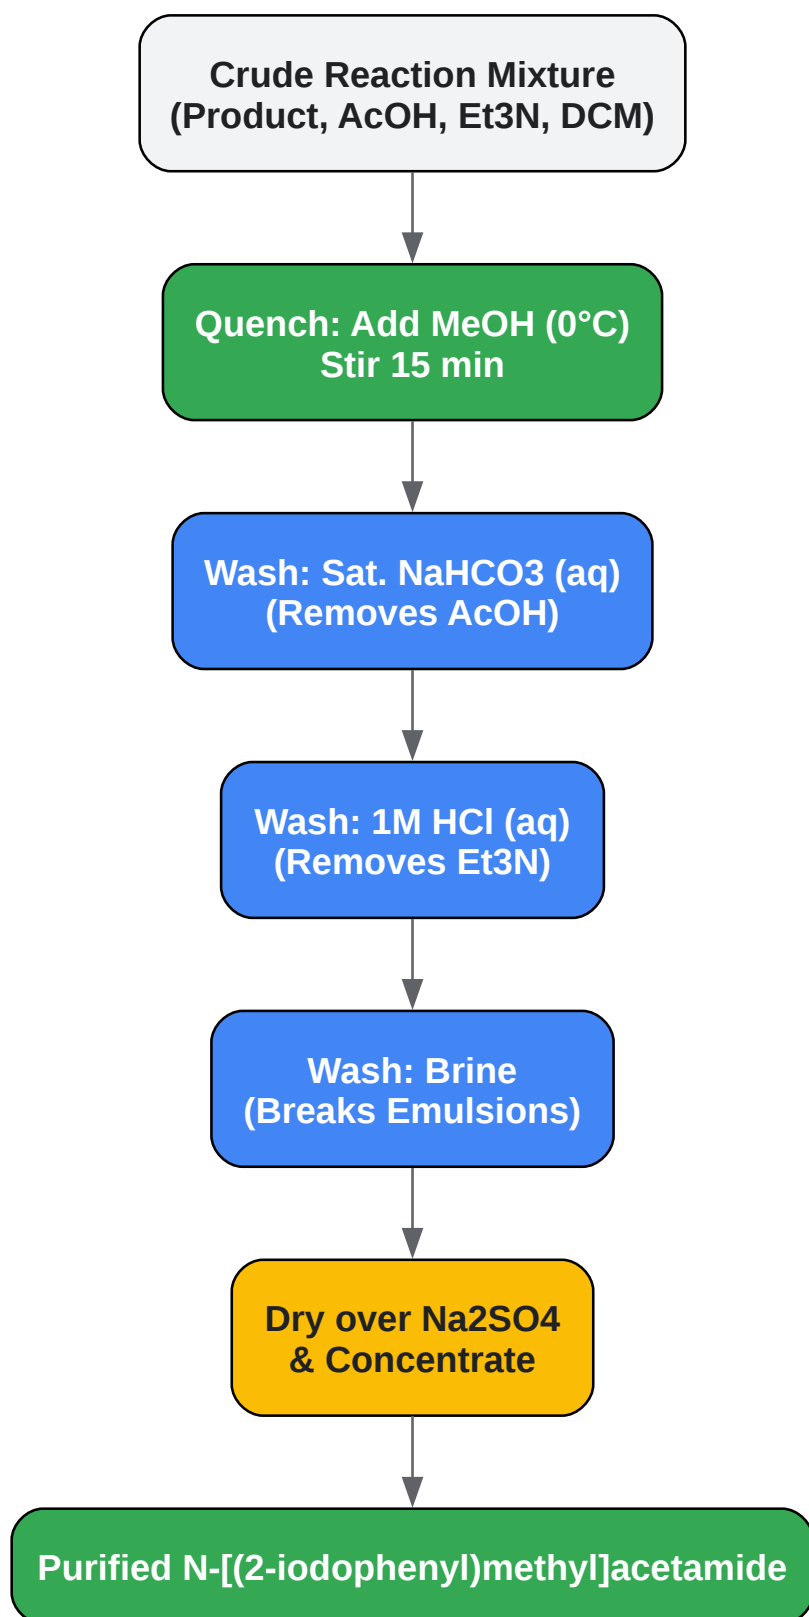 Crude Reaction Mixture
(Product, AcOH, Et3N, DCM)
Quench: Add MeOH (0°C)
Stir 15 min
Wash: Sat. NaHCO3 (aq)
(Removes AcOH)
Wash: 1M HCl (aq)
(Removes Et3N)
Wash: Brine
(Breaks Emulsions)
Dry over Na2SO4
& Concentrate
Purified N-[(2-iodophenyl)methyl]acetamide